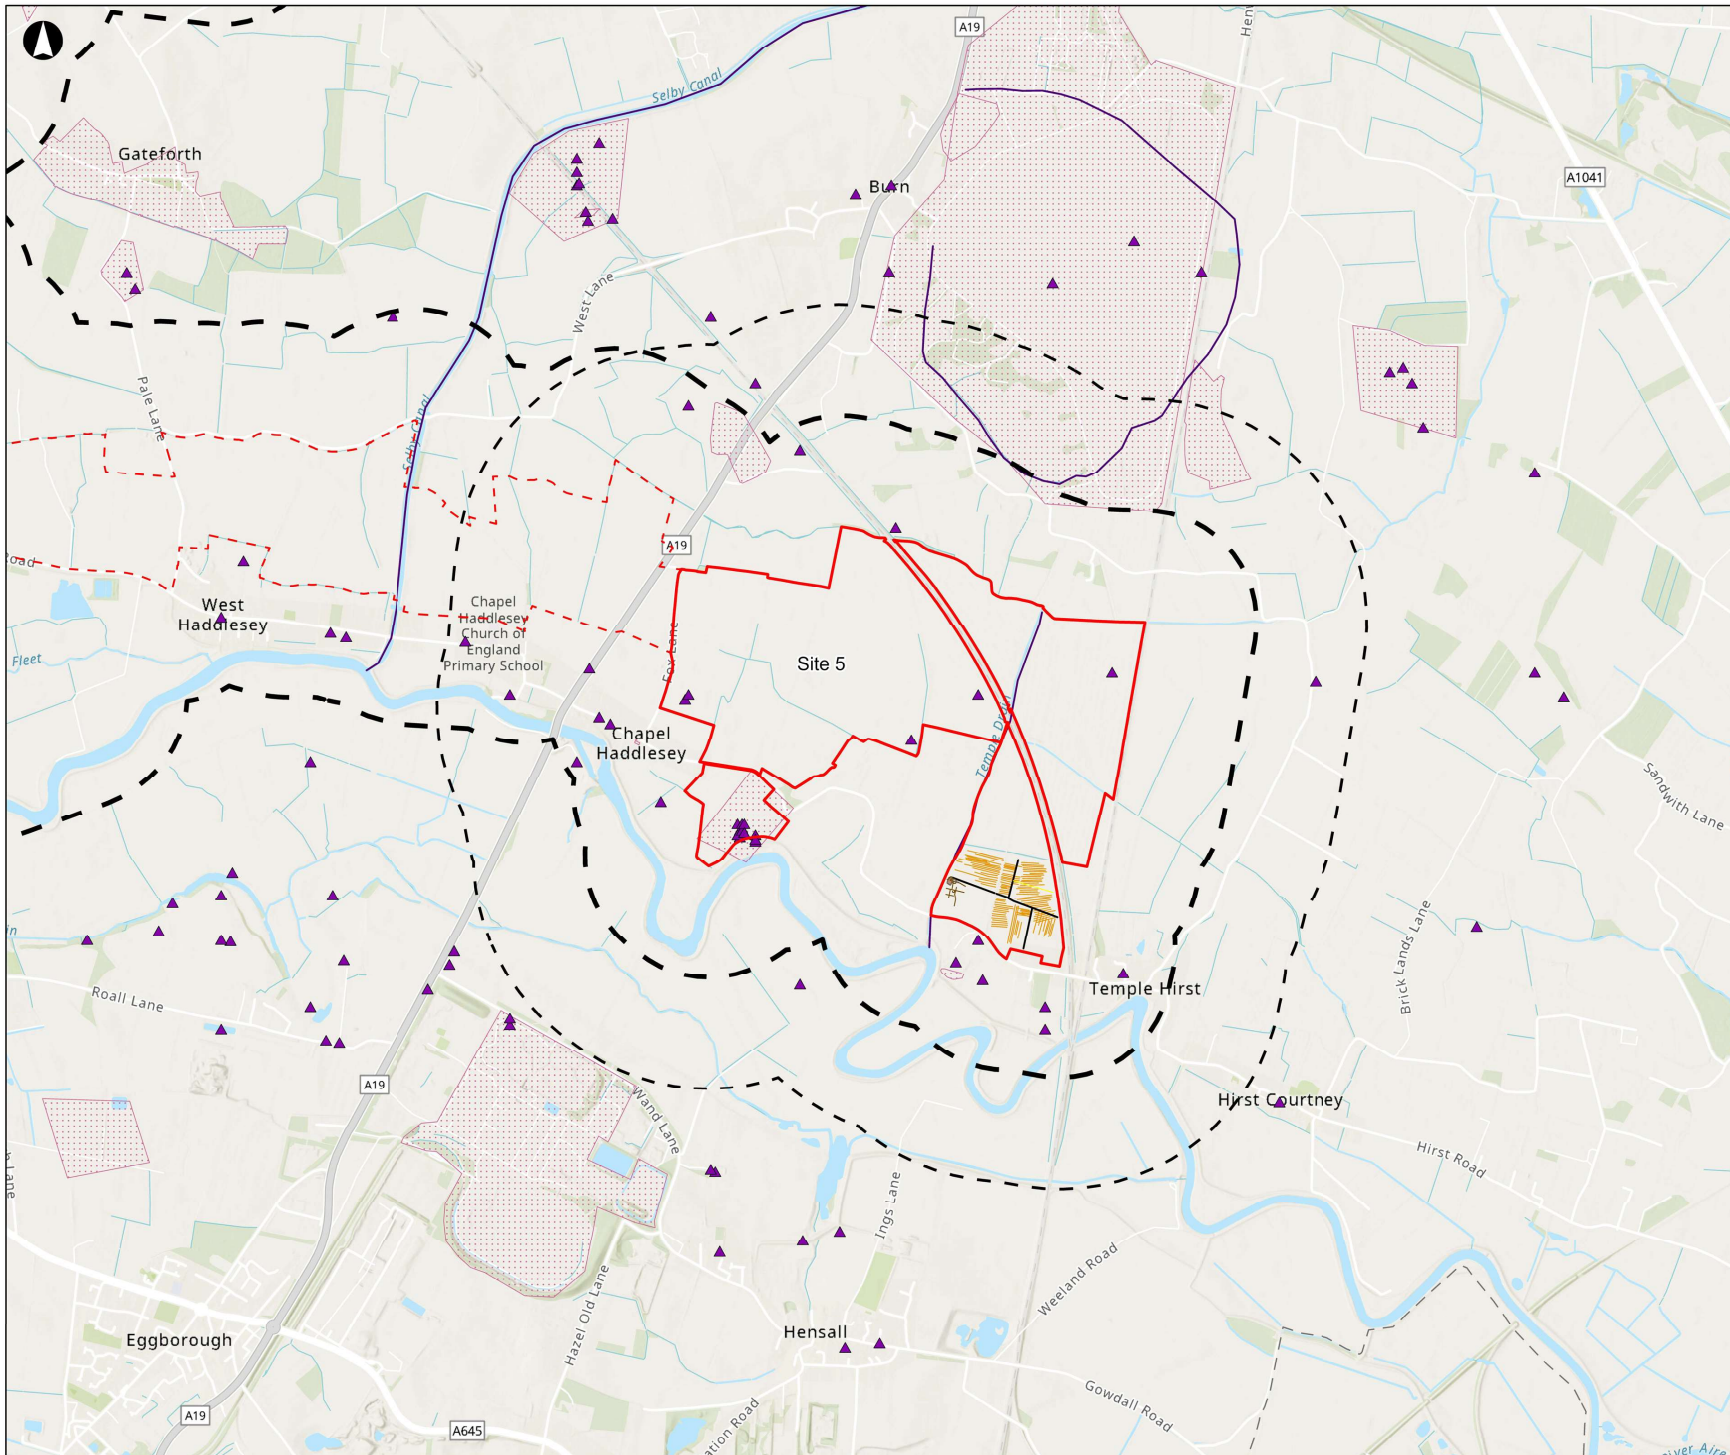 A19
Selby Canal
A1041
Gateforth
Burn
West Lane
Pale Lane
Selby Canal
A19
West
Haddlesey
Chapel
Haddlesey
Church of
England
Primary School
Fox Lane
Site 5
Fleet
Chapel
Haddlesey
Temple Drain
Sandwith Lane
Brick Lands Lane
Roall Lane
Temple Hirst
A19
Wand Lane
Hirst Courtney
Hirst Road
Ings Lane
Weeland Road
Hazel Old Lane
Eggborough
Hensall
Gowdall Road
A19
A645